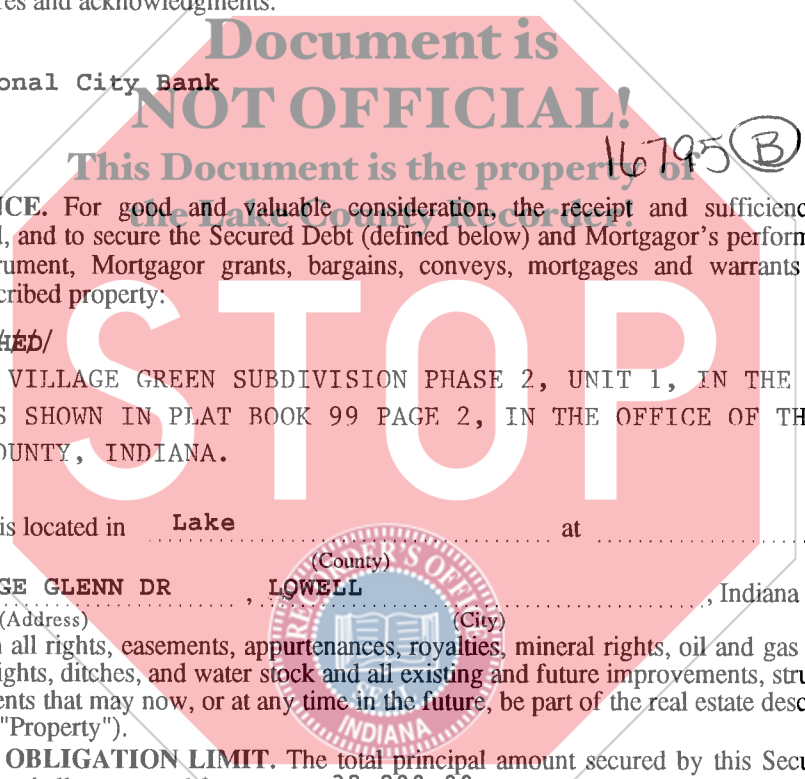 res and acknowledgments.
Document is
onal City Bank
NOT OFFICIAL!
16795 B
This Document is the property of
the Lake County Recorder!
NCE. For good and valuable consideration, the receipt and sufficienc
, and to secure the Secured Debt (defined below) and Mortgagor's perform
rument, Mortgagor grants, bargains, conveys, mortgages and warrants
cribed property:
HED/
STOP
VILLAGE GREEN SUBDIVISION PHASE 2, UNIT 1, IN THE
S SHOWN IN PLAT BOOK 99 PAGE 2, IN THE OFFICE OF TH
OUNTY, INDIANA.
is located in Lake at
(County)
GE GLENN DR , LOWELL , Indiana
(Address) (City)
all rights, easements, appurtenances, royalties, mineral rights, oil and gas
ights, ditches, and water stock and all existing and future improvements, stru
ents that may now, or at any time in the future, be part of the real estate desc
"Property").
RECORDER'S OFFICE
SEAL
INDIANA
OBLIGATION LIMIT. The total principal amount secured by this Secu